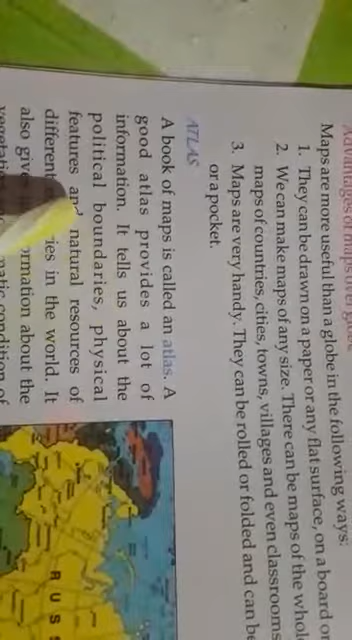 Advantages of maps over globe
Maps are more useful than a globe in the following ways:
1. They can be drawn on a paper or any flat surface, on a board or
2. We can make maps of any size. There can be maps of the whole
maps of countries, cities, towns, villages and even classrooms
3. Maps are very handy. They can be rolled or folded and can be
or a pocket.
ATLAS
A book of maps is called an atlas. A
good atlas provides a lot of
information. It tells us about the
political boundaries, physical
features and natural resources of
in the world. It
also about the
condition of
RUSS